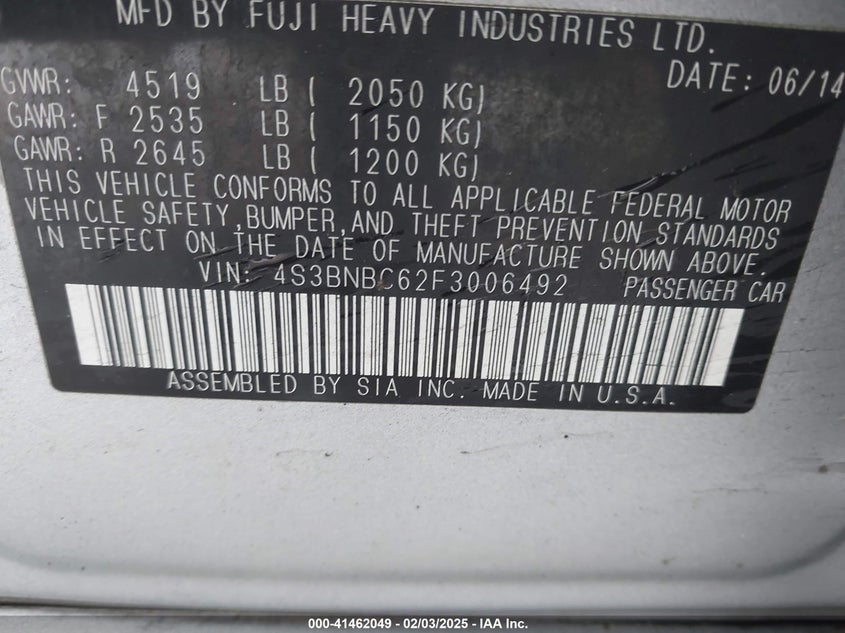 MFD BY FUJI HEAVY INDUSTRIES LTD.
DATE: 06/14
GVWR: 4519 LB ( 2050 KG)
GAWR: F 2535 LB ( 1150 KG)
GAWR: R 2645 LB ( 1200 KG)
THIS VEHICLE CONFORMS TO ALL APPLICABLE FEDERAL MOTOR
VEHICLE SAFETY,BUMPER,AND THEFT PREVENTION STANDARDS
IN EFFECT ON THE DATE OF MANUFACTURE SHOWN ABOVE.
VIN: 4S3BNBC62F3006492 PASSENGER CAR
ASSEMBLED BY SIA INC. MADE IN U.S.A.
000-41462049 - 02/03/2025 - IAA Inc.